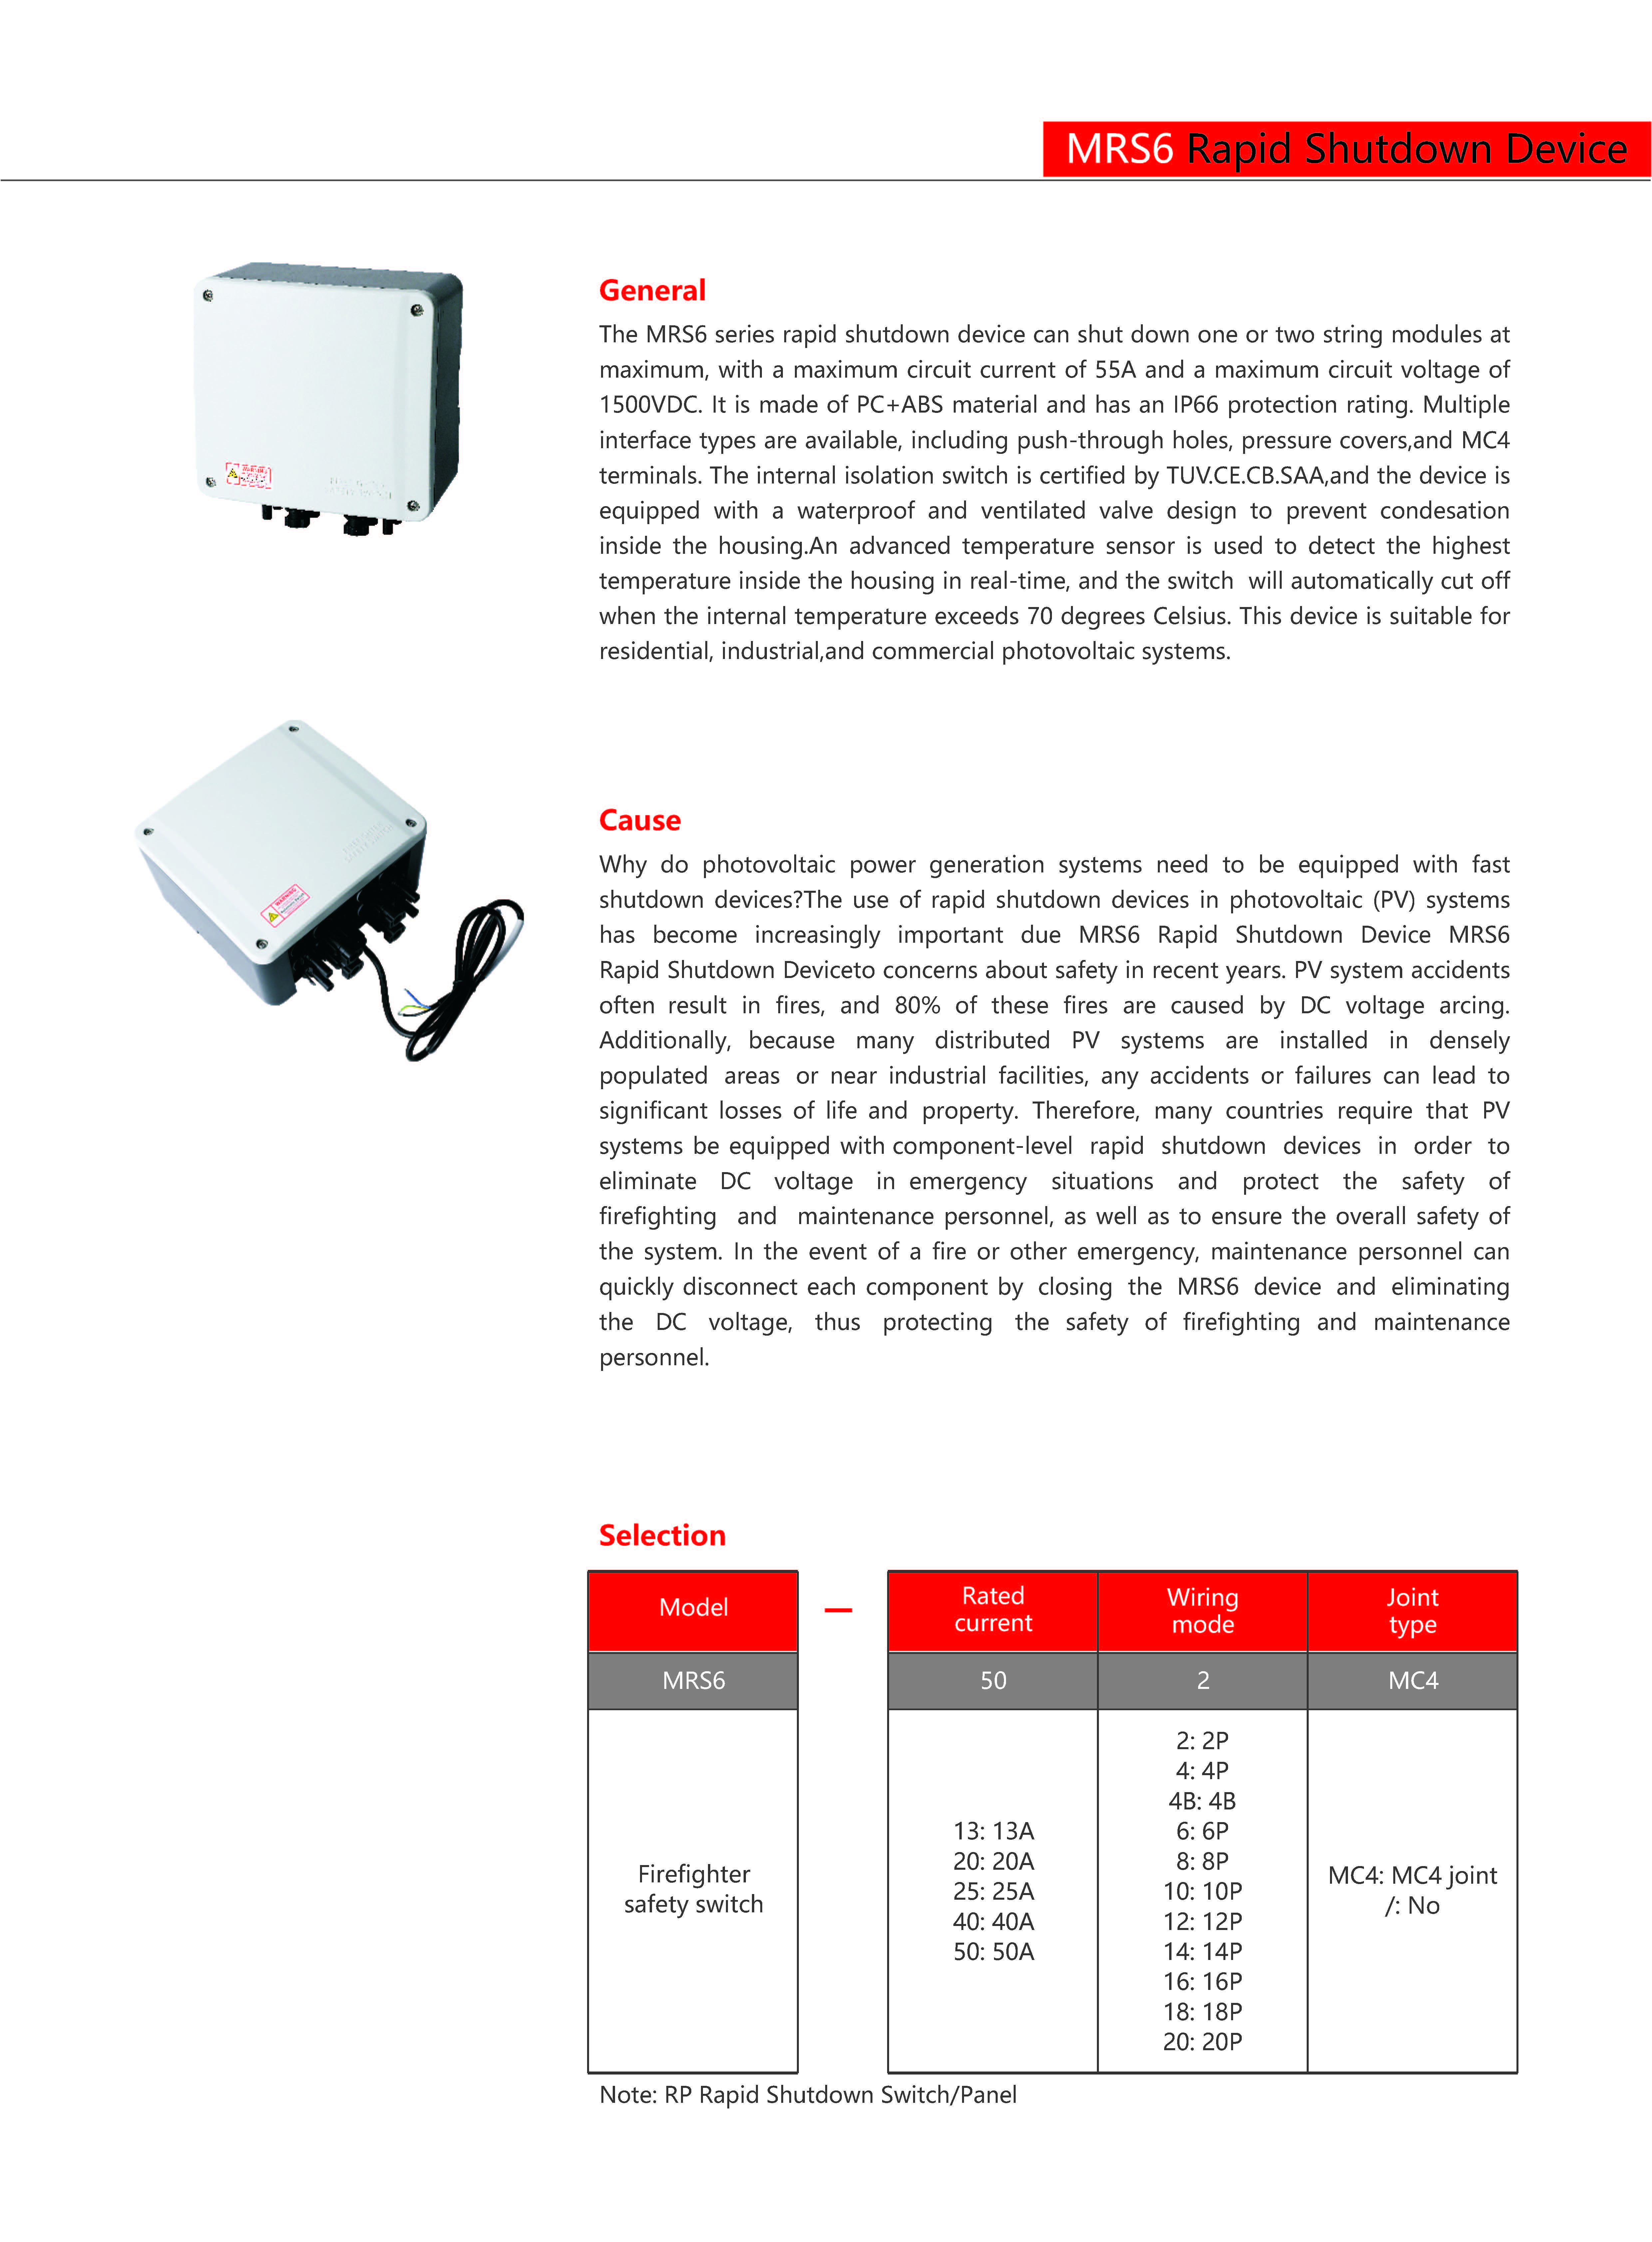 MRS6 Rapid Shutdown Device
General
The MRS6 series rapid shutdown device can shut down one or two string modules at
maximum, with a maximum circuit current of 55A and a maximum circuit voltage of
1500VDC. It is made of PC+ABS material and has an IP66 protection rating. Multiple
interface types are available, including push-through holes, pressure covers,and MC4
terminals. The internal isolation switch is certified by TUV.CE.CB.SAA,and the device is
equipped with a waterproof and ventilated valve design to prevent condesation
inside the housing.An advanced temperature sensor is used to detect the highest
temperature inside the housing in real-time, and the switch will automatically cut off
when the internal temperature exceeds 70 degrees Celsius. This device is suitable for
residential, industrial,and commercial photovoltaic systems.
WARNING
Cause
Why do photovoltaic power generation systems need to be equipped with fast
shutdown devices?The use of rapid shutdown devices in photovoltaic (PV) systems
has become increasingly important due MRS6 Rapid Shutdown Device MRS6
Rapid Shutdown Deviceto concerns about safety in recent years. PV system accidents
often result in fires, and 80% of these fires are caused by DC voltage arcing.
Additionally, because many distributed PV systems are installed in densely
populated areas or near industrial facilities, any accidents or failures can lead to
significant losses of life and property. Therefore, many countries require that PV
systems be equipped with component-level rapid shutdown devices in order to
eliminate DC voltage in emergency situations and protect the safety of
firefighting and maintenance personnel, as well as to ensure the overall safety of
the system. In the event of a fire or other emergency, maintenance personnel can
quickly disconnect each component by closing the MRS6 device and eliminating
the DC voltage, thus protecting the safety of firefighting and maintenance
personnel.
Selection
Model
—
Rated
current
Wiring
mode
Joint
type
MRS6
50
2
MC4
Firefighter
safety switch
13: 13A
20: 20A
25: 25A
40: 40A
50: 50A
2: 2P
4: 4P
4B: 4B
6: 6P
8: 8P
10: 10P
12: 12P
14: 14P
16: 16P
18: 18P
20: 20P
MC4: MC4 joint
/: No
Note: RP Rapid Shutdown Switch/Panel